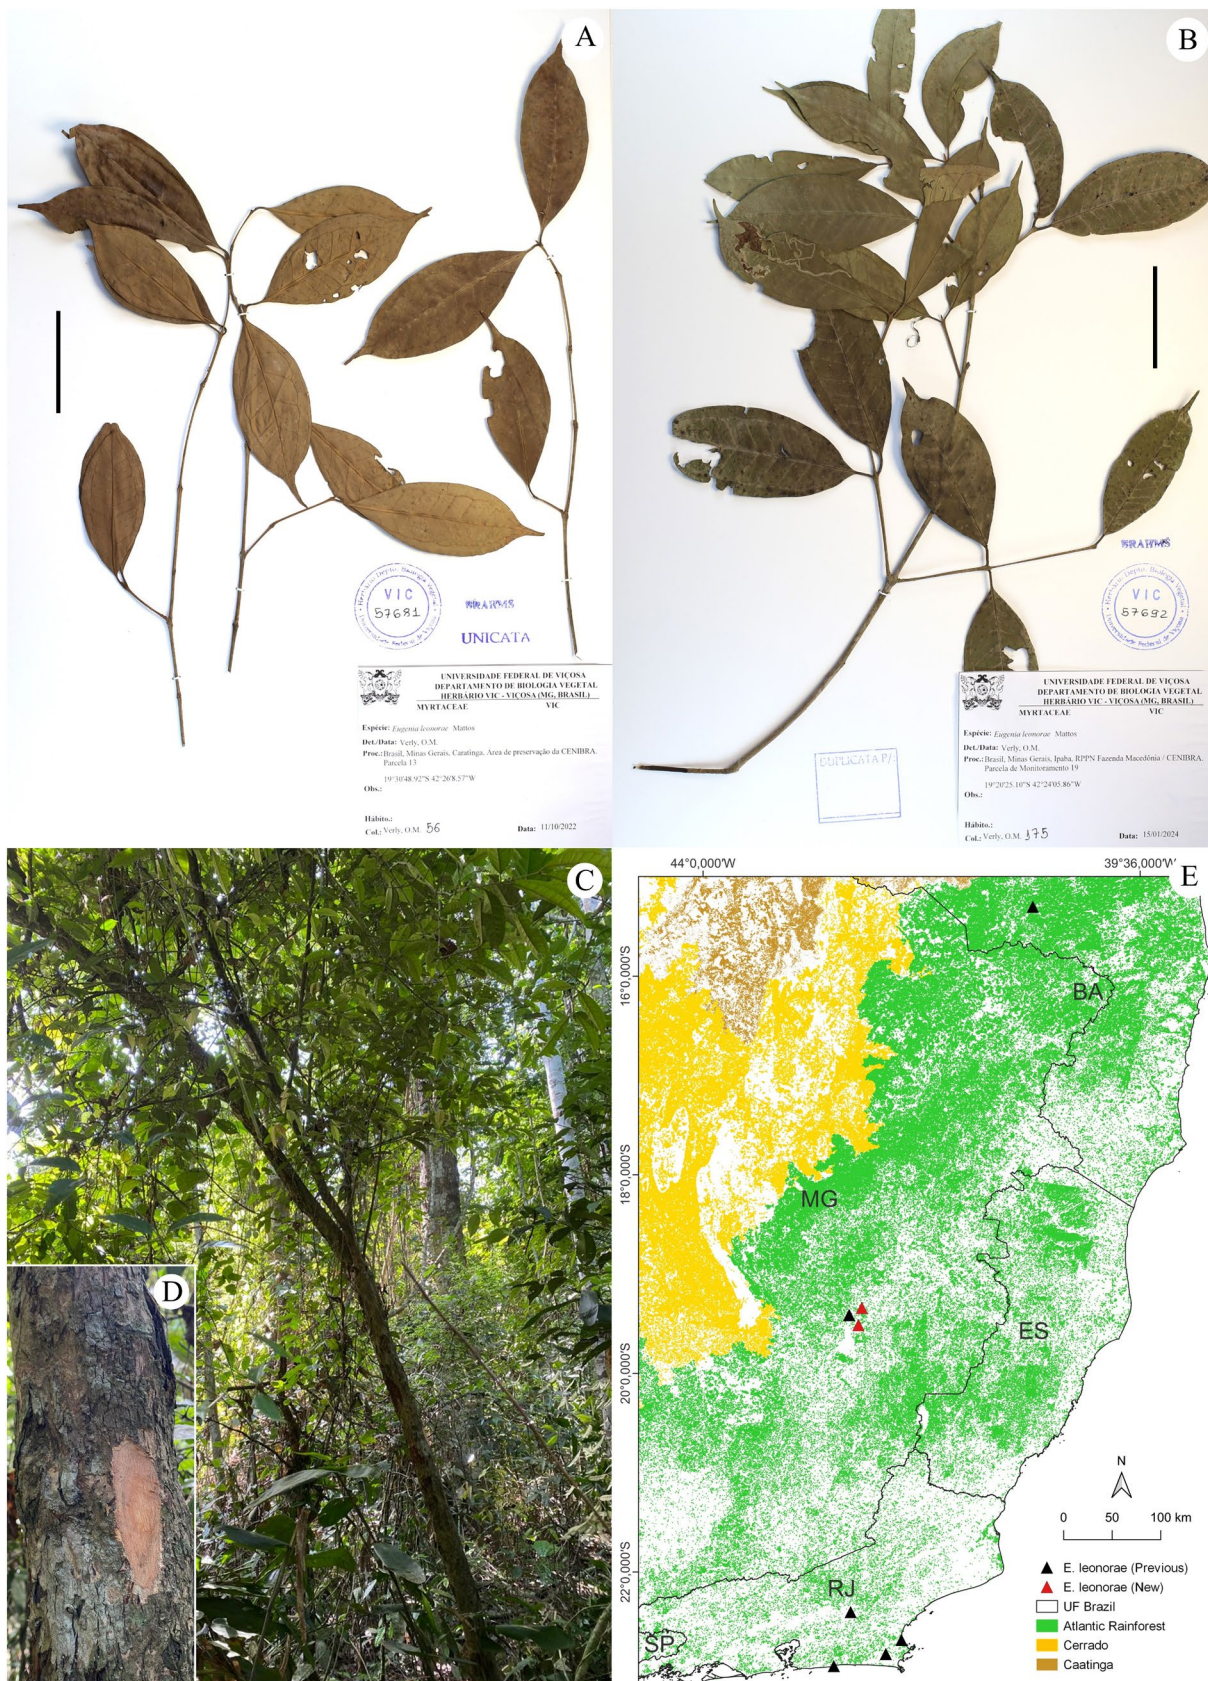 A
VIC
57681
BRAHMS
UNICATA
UNIVERSIDADE FEDERAL DE VIÇOSA
DEPARTAMENTO DE BIOLOGIA VEGETAL
HERBÁRIO VIC - VIÇOSA (MG, BRASIL)
MYRTACEAE VIC
Espécie: Eugenia leonorae Mattos
Det./Data: Verly, O.M.
Proc.: Brasil, Minas Gerais, Caratinga, Área de preservação da CENIBRA.
Parcela 13
19°30'48.92"S 42°26'8.57"W
Obs.:
Hábito.:
Col.: Verly, O.M. 56 Data: 11/10/2022
B
BRAHMS
VIC
57692
DUPLICATA P/:
UNIVERSIDADE FEDERAL DE VIÇOSA
DEPARTAMENTO DE BIOLOGIA VEGETAL
HERBÁRIO VIC - VIÇOSA (MG, BRASIL)
MYRTACEAE VIC
Espécie: Eugenia leonorae Mattos
Det./Data: Verly, O.M.
Proc.: Brasil, Minas Gerais, Ipaba, RPPN Fazenda Macedônia / CENIBRA.
Parcela de Monitoramento 19
19°20'25.10"S 42°24'05.86"W
Obs.:
Hábito.:
Col.: Verly, O.M. 175 Data: 15/01/2024
C
D
E
44°0,000'W 39°36,000'W
16°0,000'S
18°0,000'S
20°0,000'S
22°0,000'S
BA
MG
ES
RJ
SP
N
0 50 100 km
E. leonorae (Previous)
E. leonorae (New)
UF Brazil
Atlantic Rainforest
Cerrado
Caatinga